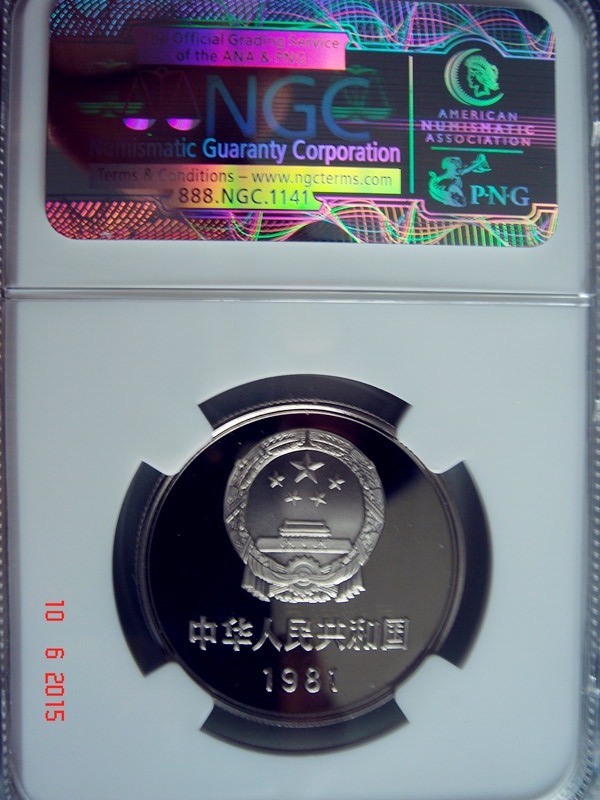 The Official Grading Service
of the ANA & PNG
NGC
Numismatic Guaranty Corporation
Terms & Conditions – www.ngcterms.com
888.NGC.1141
AMERICAN
NUMISMATIC
ASSOCIATION
P·N·G
中华人民共和国
1981
10 6 2015